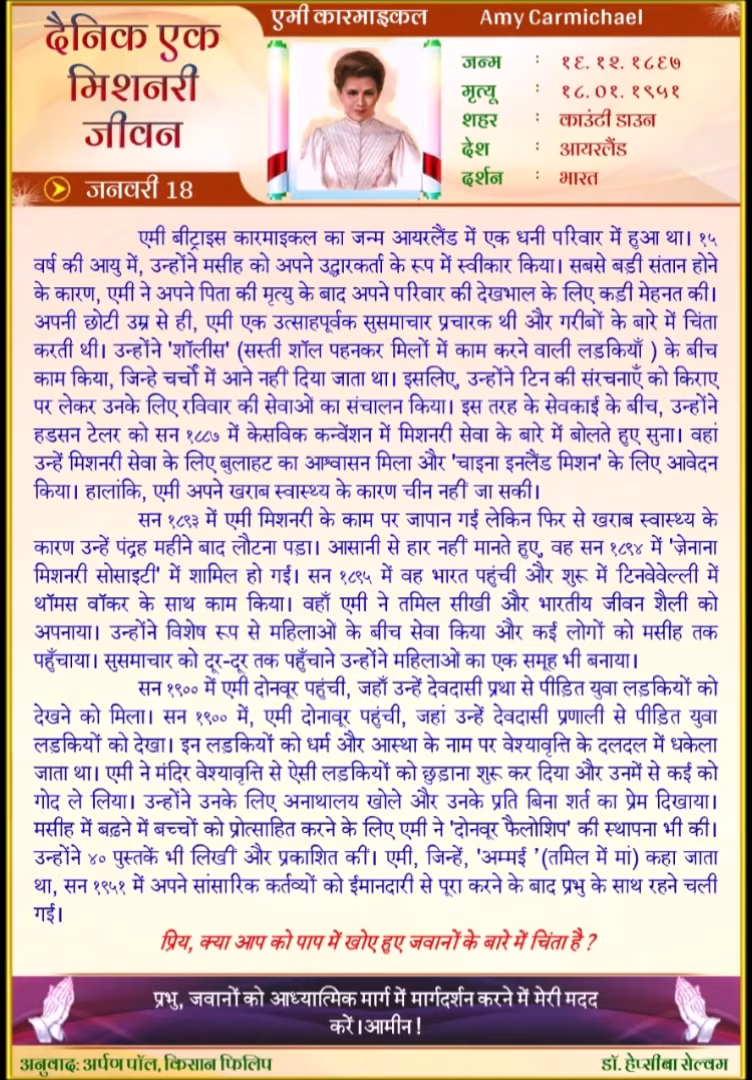 दैनिक एक
मिशनरी
जीवन
जनवरी 18
एमी कारमाइकल Amy Carmichael
जन्म : १६. १२. १८६७
मृत्यू : १८. ०१. १९५१
शहर : काउंटी डाउन
देश : आयरलैंड
दर्शन : भारत
एमी बीट्राइस कारमाइकल का जन्म आयरलैंड में एक धनी परिवार में हुआ था। १५
वर्ष की आयु में, उन्होंने मसीह को अपने उद्धारकर्ता के रूप में स्वीकार किया। सबसे बडी संतान होने
के कारण, एमी ने अपने पिता की मृत्यु के बाद अपने परिवार की देखभाल के लिए कडी मेहनत की।
अपनी छोटी उम्र से ही, एमी एक उत्साहपूर्वक सुसमाचार प्रचारक थी और गरीबों के बारे में चिंता
करती थी। उन्होंने 'शॉलीस' (सस्ती शॉल पहनकर मिलों में काम करने वाली लडकियाँ ) के बीच
काम किया, जिन्हे चर्चों में आने नहीं दिया जाता था। इसलिए, उन्होंने टिन की संरचनाएँ को किराए
पर लेकर उनके लिए रविवार की सेवाओं का संचालन किया। इस तरह के सेवकाई के बीच, उन्होंने
हडसन टेलर को सन १८८७ में केसविक कन्वेंशन में मिशनरी सेवा के बारे में बोलते हुए सुना। वहां
उन्हें मिशनरी सेवा के लिए बुलाहट का आश्वासन मिला और 'चाइना इनलैंड मिशन' के लिए आवेदन
किया। हालांकि, एमी अपने खराब स्वास्थ्य के कारण चीन नहीं जा सकी।
सन १८९३ में एमी मिशनरी के काम पर जापान गई लेकिन फिर से खराब स्वास्थ्य के
कारण उन्हें पंद्रह महीने बाद लौटना पडा। आसानी से हार नहीं मानते हुए, वह सन १८९४ में 'ज़ेनाना
मिशनरी सोसाइटी' में शामिल हो गई। सन १८९५ में वह भारत पहुंची और शुरू में टिनवेवेल्ली में
थॉमस वॉकर के साथ काम किया। वहाँ एमी ने तमिल सीखी और भारतीय जीवन शैली को
अपनाया। उन्होंने विशेष रूप से महिलाओं के बीच सेवा किया और कई लोगों को मसीह तक
पहुँचाया। सुसमाचार को दूर-दूर तक पहुँचाने उन्होंने महिलाओं का एक समूह भी बनाया।
सन १९०० में एमी दोनवूर पहुंची, जहाँ उन्हें देवदासी प्रथा से पीडित युवा लड़कियों को
देखने को मिला। सन १९०० में, एमी दोनावूर पहुंची, जहां उन्हें देवदासी प्रणाली से पीडित युवा
लड़कियों को देखा। इन लडकियों को धर्म और आस्था के नाम पर वेश्यावृत्ति के दलदल में धकेला
जाता था। एमी ने मंदिर वेश्यावृत्ति से ऐसी लडकियों को छुडाना शुरू कर दिया और उनमें से कई को
गोद ले लिया। उन्होंने उनके लिए अनाथालय खोले और उनके प्रति बिना शर्त का प्रेम दिखाया।
मसीह में बढने में बच्चों को प्रोत्साहित करने के लिए एमी ने 'दोनवूर फैलोशिप' की स्थापना भी की।
उन्होंने ४० पुस्तकें भी लिखीं और प्रकाशित कीं। एमी, जिन्हें, 'अम्मई '(तमिल में मां) कहा जाता
था, सन १९५१ में अपने सांसारिक कर्तव्यों को ईमानदारी से पूरा करने के बाद प्रभु के साथ रहने चली
गई।
प्रिय, क्या आप को पाप में खोए हुए जवानों के बारे में चिंता है ?
प्रभु, जवानों को आध्यात्मिक मार्ग में मार्गदर्शन करने में मेरी मदद
करें।आमीन !
अनुवाद: अर्पण पॉल, किसान फिलिप डॉ. हेप्सीबा सेल्वम